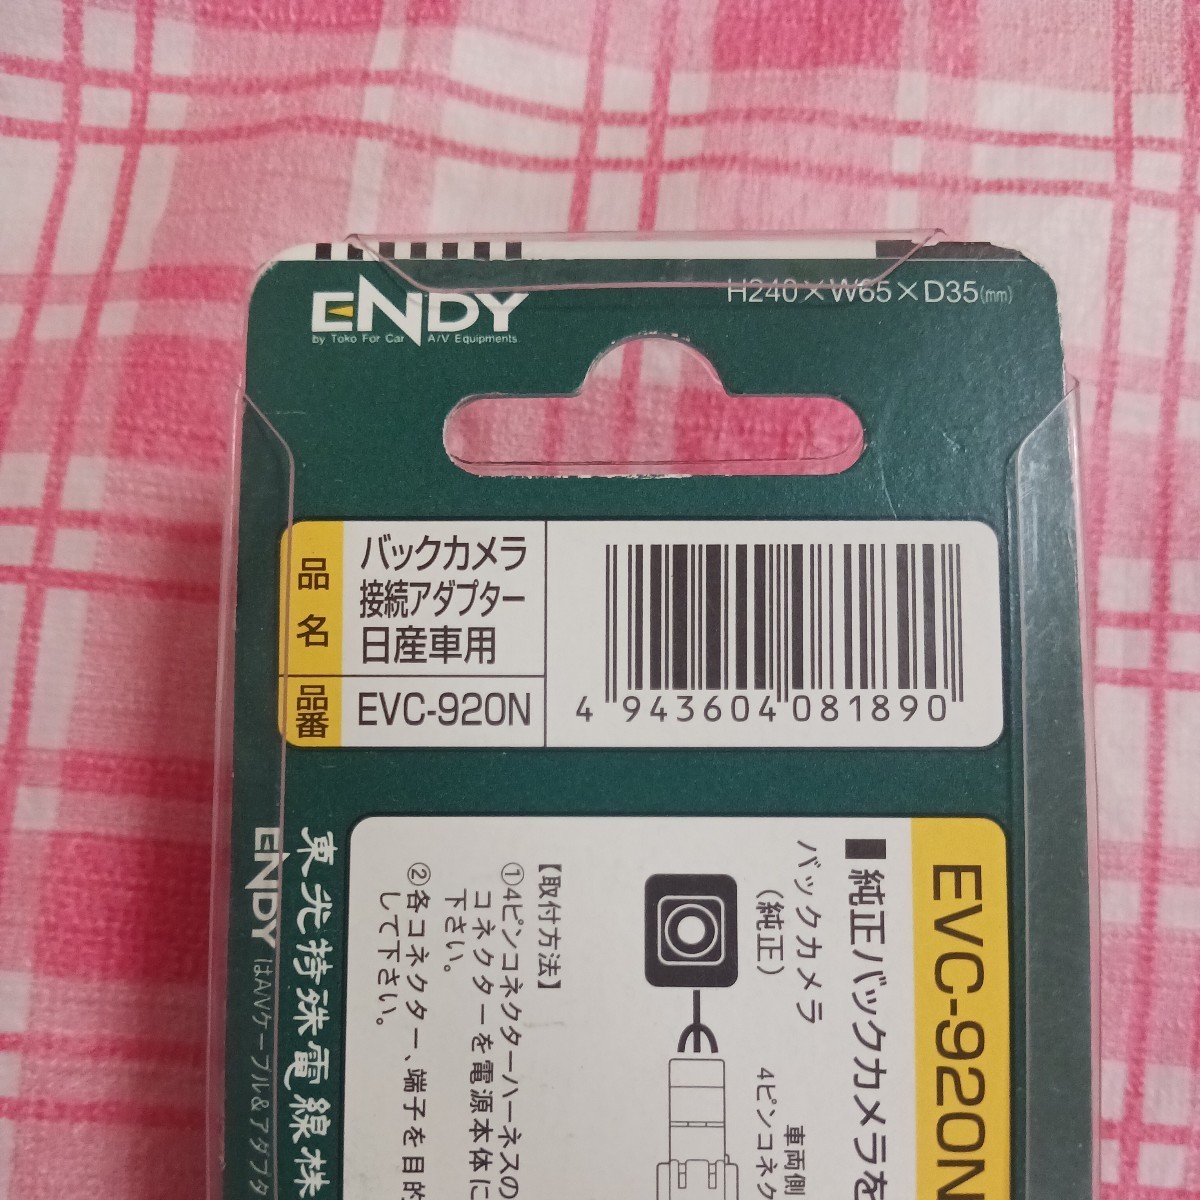 ENDY
by Toko For Car A/V Equipments
H240×W65×D35(mm)
品名
バックカメラ
接続アダプター
日産車用
品番
EVC-920N
4 943604 081890
EVC-920N
■純正バックカメラを
バックカメラ
(純正)
4ピンコネク
車両側
【取付方法】
①4ピンコネクターハーネスの
コネクターを電源本体に
下さい。
②各コネクター、端子を目的
して下さい。
東光特殊電線株
ENDYはAVケーブル&アダプタ